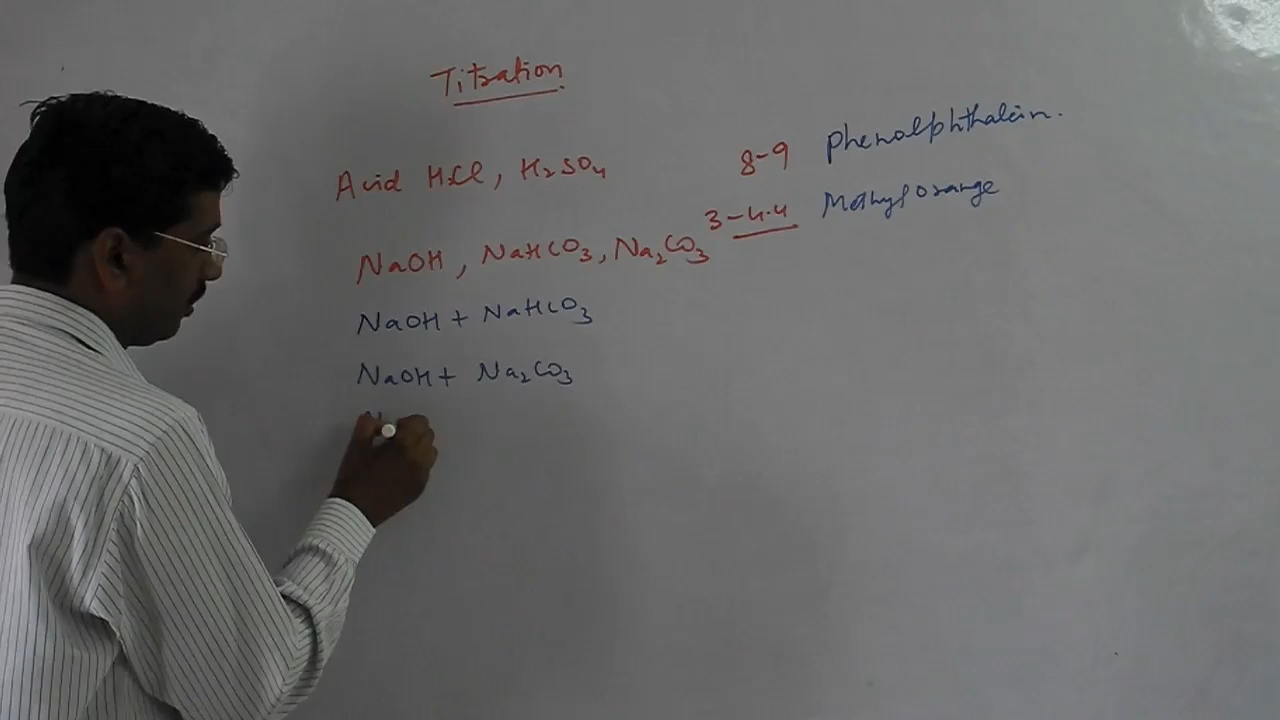 Titration
Acid HCl, H₂SO₄
8-9 Phenolphthalein.
3-4.4 Methyl orange
NaOH, NaHCO₃, Na₂CO₃
NaOH + NaHCO₃
NaOH + Na₂CO₃
N